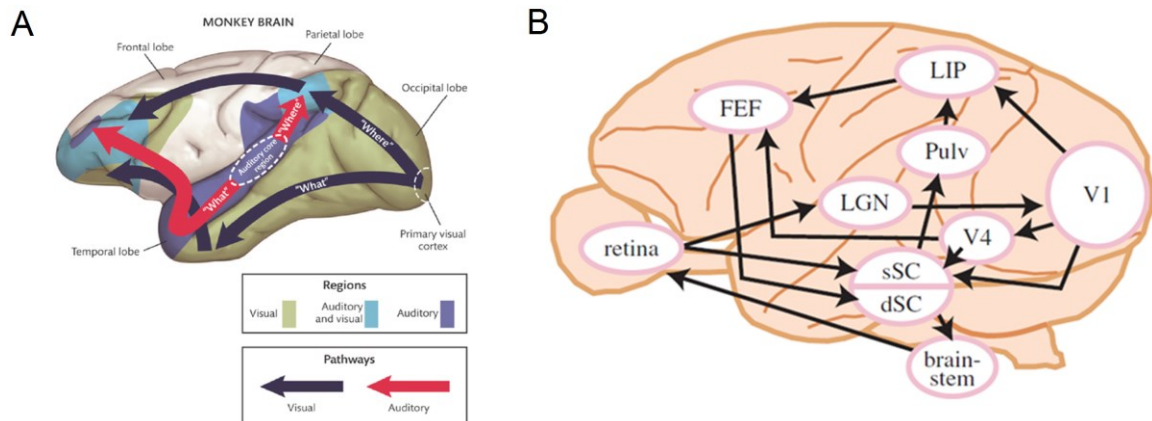 A
MONKEY BRAIN
Frontal lobe
Parietal lobe
Occipital lobe
"Where"
"Where"
Auditory core
region
"What"
"What"
Temporal lobe
Primary visual
cortex
Regions
Visual
Auditory
and visual
Auditory
Pathways
Visual
Auditory
B
LIP
FEF
Pulv
V1
LGN
V4
retina
sSC
dSC
brain-
stem